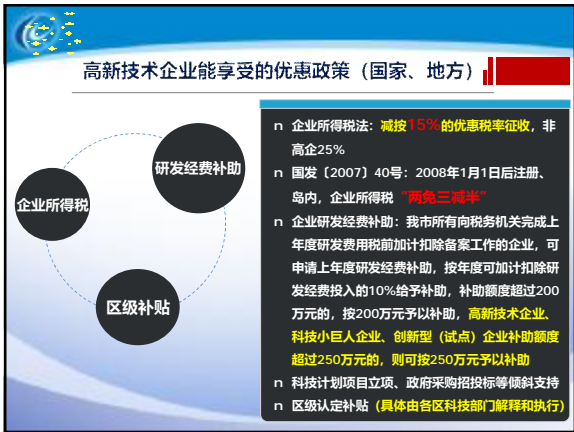 高新技术企业能享受的优惠政策（国家、地方）
研发经费补助
企业所得税
区级补贴
n 企业所得税法：减按15%的优惠税率征收，非
高企25%
n 国发〔2007〕40号：2008年1月1日后注册、
岛内，企业所得税“两免三减半”
n 企业研发经费补助：我市所有向税务机关完成上
年度研发费用税前加计扣除备案工作的企业，可
申请上年度研发经费补助，按年度可加计扣除研
发经费投入的10%给予补助，补助额度超过200
万元的，按200万元予以补助，高新技术企业、
科技小巨人企业、创新型（试点）企业补助额度
超过250万元的，则可按250万元予以补助
n 科技计划项目立项、政府采购招投标等倾斜支持
n 区级认定补贴（具体由各区科技部门解释和执行）